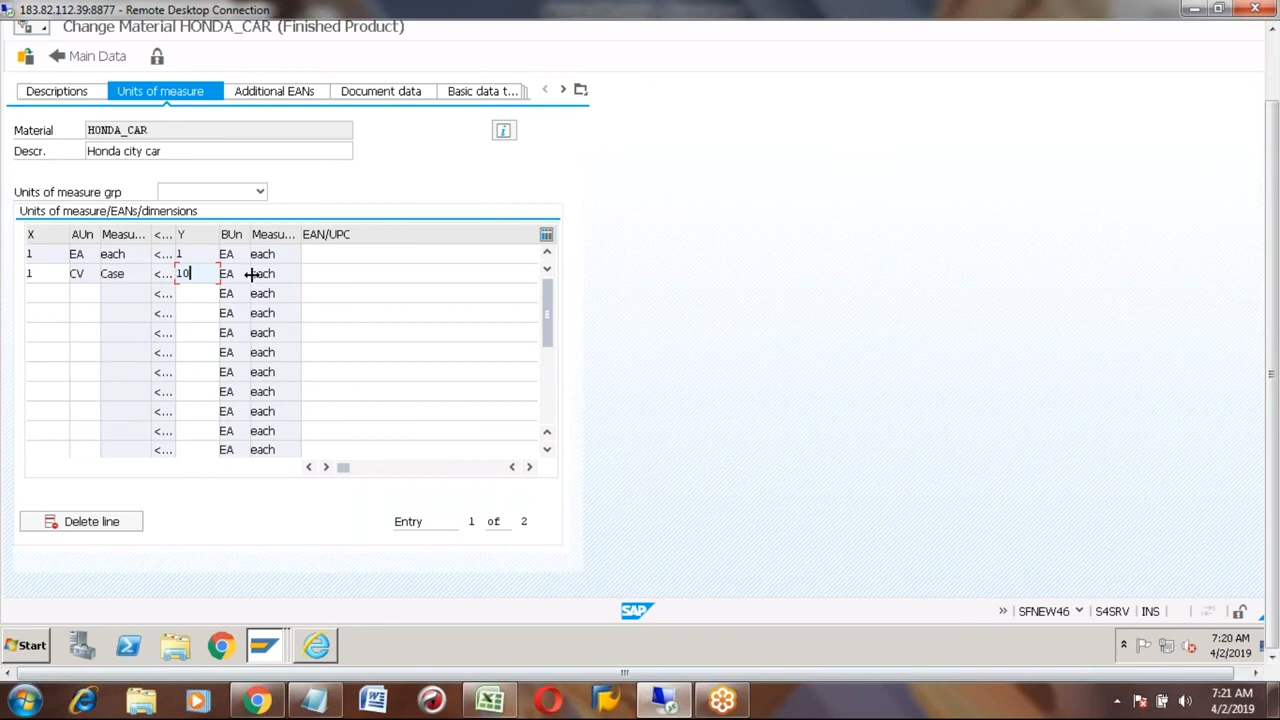 183.82.112.39:8877 - Remote Desktop Connection
Change Material HONDA_CAR (Finished Product)
Main Data
Descriptions Units of measure Additional EANs Document data Basic data t...
Material HONDA_CAR
Descr. Honda city car
Units of measure grp
Units of measure/EANs/dimensions
X AUn Measu... <... Y BUn Measu... EAN/UPC
1 EA each <... 1 EA each
1 CV Case <... 10 EA each
<... EA each
<... EA each
<... EA each
<... EA each
<... EA each
<... EA each
<... EA each
<... EA each
<... EA each
Delete line Entry 1 of 2
SAP SFNEW46 S4SRV INS
Start 7:20 AM
4/2/2019
7:21 AM
4/2/2019